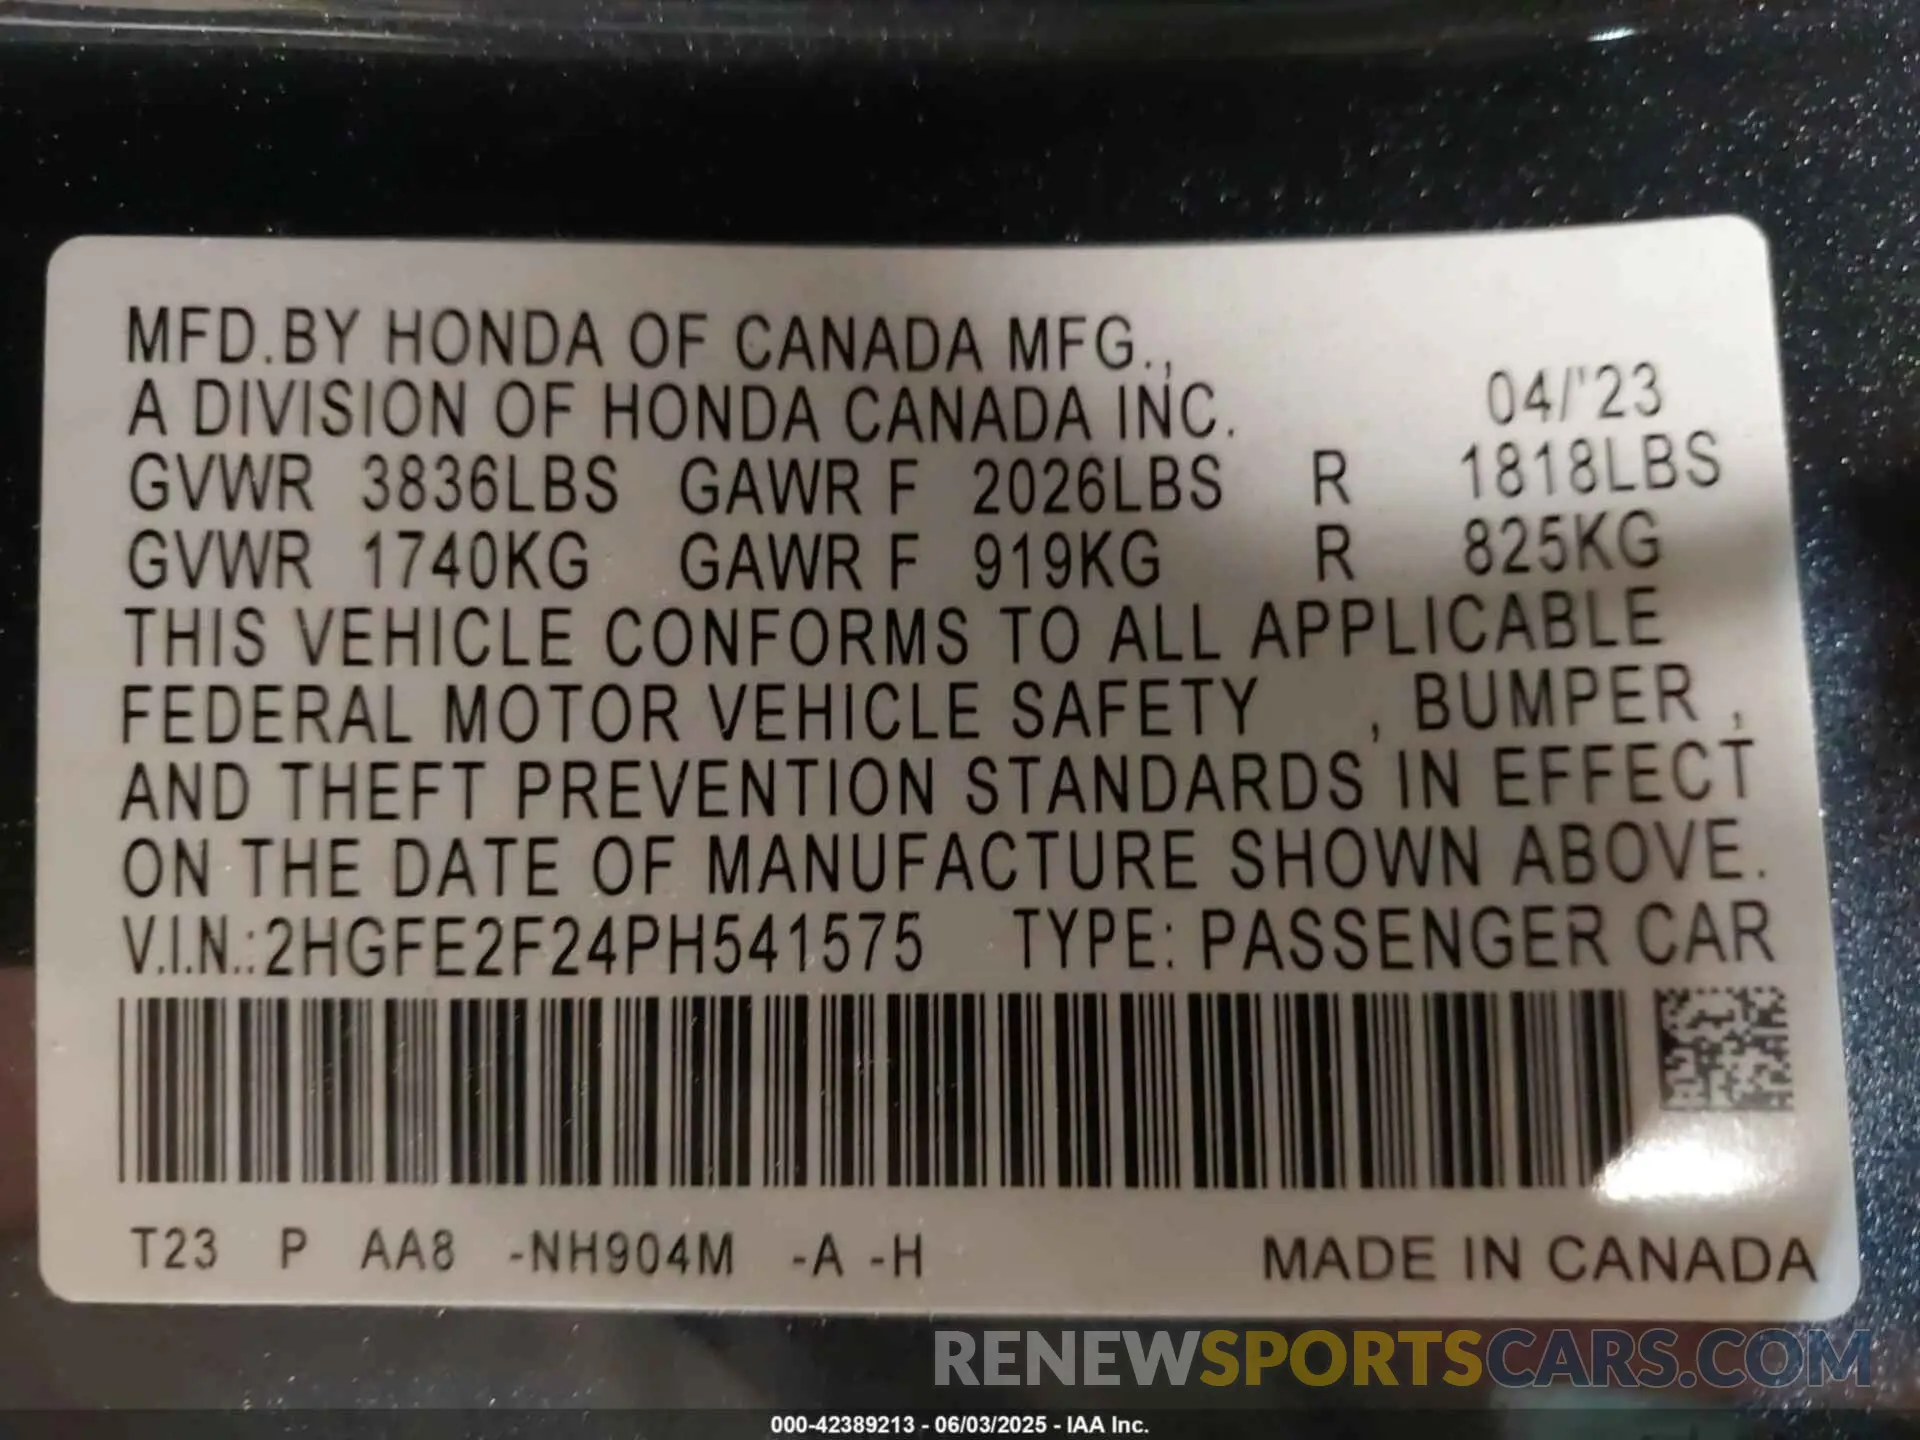 MFD.BY HONDA OF CANADA MFG.,
A DIVISION OF HONDA CANADA INC. 04/'23
GVWR 3836LBS GAWR F 2026LBS R 1818LBS
GVWR 1740KG GAWR F 919KG R 825KG
THIS VEHICLE CONFORMS TO ALL APPLICABLE
FEDERAL MOTOR VEHICLE SAFETY , BUMPER ,
AND THEFT PREVENTION STANDARDS IN EFFECT
ON THE DATE OF MANUFACTURE SHOWN ABOVE.
V.I.N.:2HGFE2F24PH541575 TYPE: PASSENGER CAR
T23 P AA8 -NH904M -A -H MADE IN CANADA
RENEWSPORTSCARS.COM
000-42389213 - 06/03/2025 - IAA Inc.